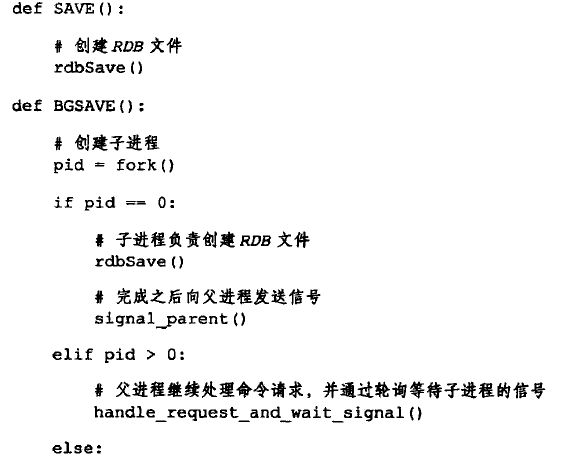 def SAVE():
# 创建 RDB 文件
rdbSave()
def BGSAVE():
# 创建子进程
pid = fork()
if pid == 0:
# 子进程负责创建 RDB 文件
rdbSave()
# 完成之后向父进程发送信号
signal_parent()
elif pid > 0:
# 父进程继续处理命令请求，并通过轮询等待子进程的信号
handle_request_and_wait_signal()
else: